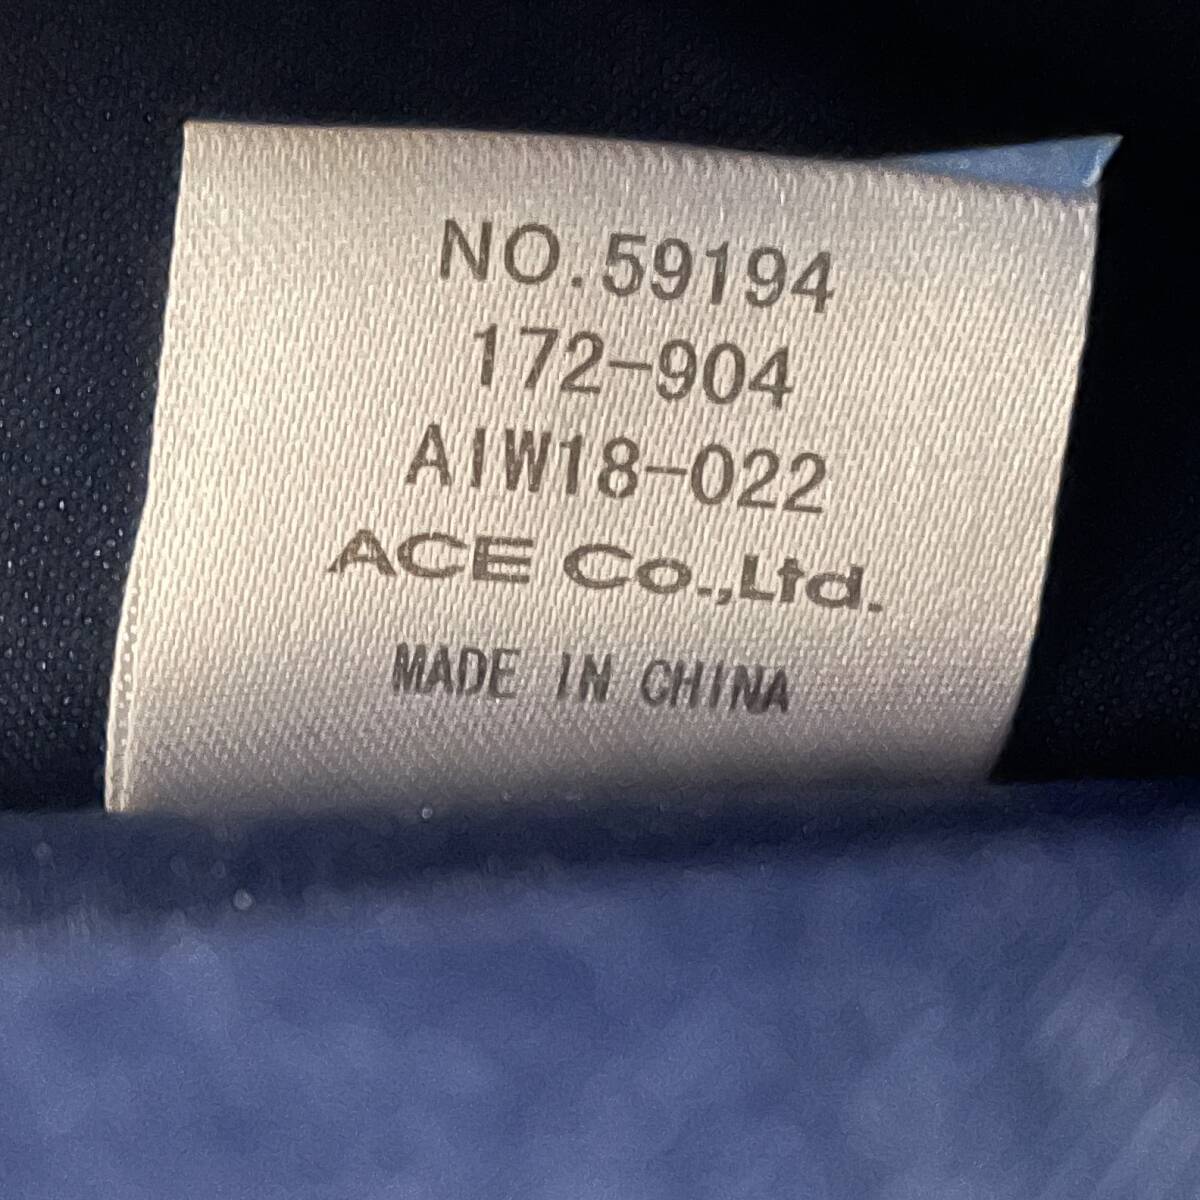 NO.59194
172-904
AIW18-022
ACE Co.,Ltd.
MADE IN CHINA